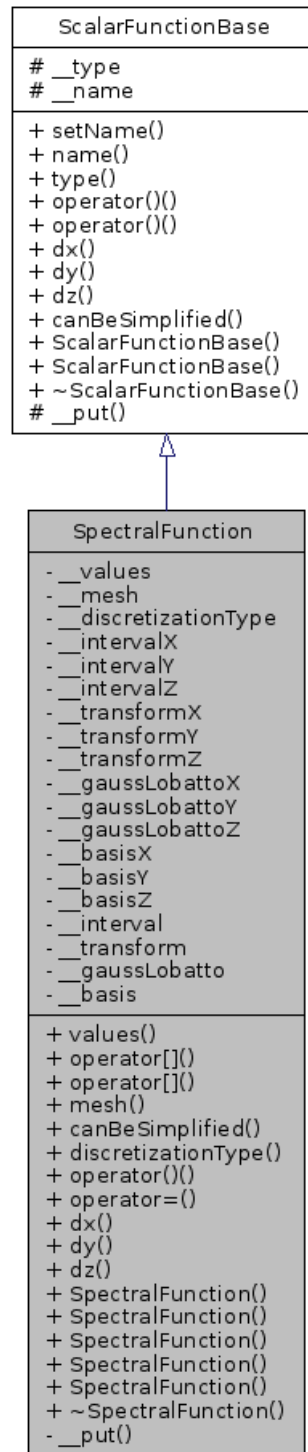 ScalarFunctionBase
# __type
# __name
+ setName()
+ name()
+ type()
+ operator()()
+ operator()()
+ dx()
+ dy()
+ dz()
+ canBeSimplified()
+ ScalarFunctionBase()
+ ScalarFunctionBase()
+ ~ScalarFunctionBase()
# __put()
SpectralFunction
- __values
- __mesh
- __discretizationType
- __intervalX
- __intervalY
- __intervalZ
- __transformX
- __transformY
- __transformZ
- __gaussLobattoX
- __gaussLobattoY
- __gaussLobattoZ
- __basisX
- __basisY
- __basisZ
- __interval
- __transform
- __gaussLobatto
- __basis
+ values()
+ operator[]()
+ operator[]()
+ mesh()
+ canBeSimplified()
+ discretizationType()
+ operator()()
+ operator=()
+ dx()
+ dy()
+ dz()
+ SpectralFunction()
+ SpectralFunction()
+ SpectralFunction()
+ SpectralFunction()
+ SpectralFunction()
+ ~SpectralFunction()
- __put()